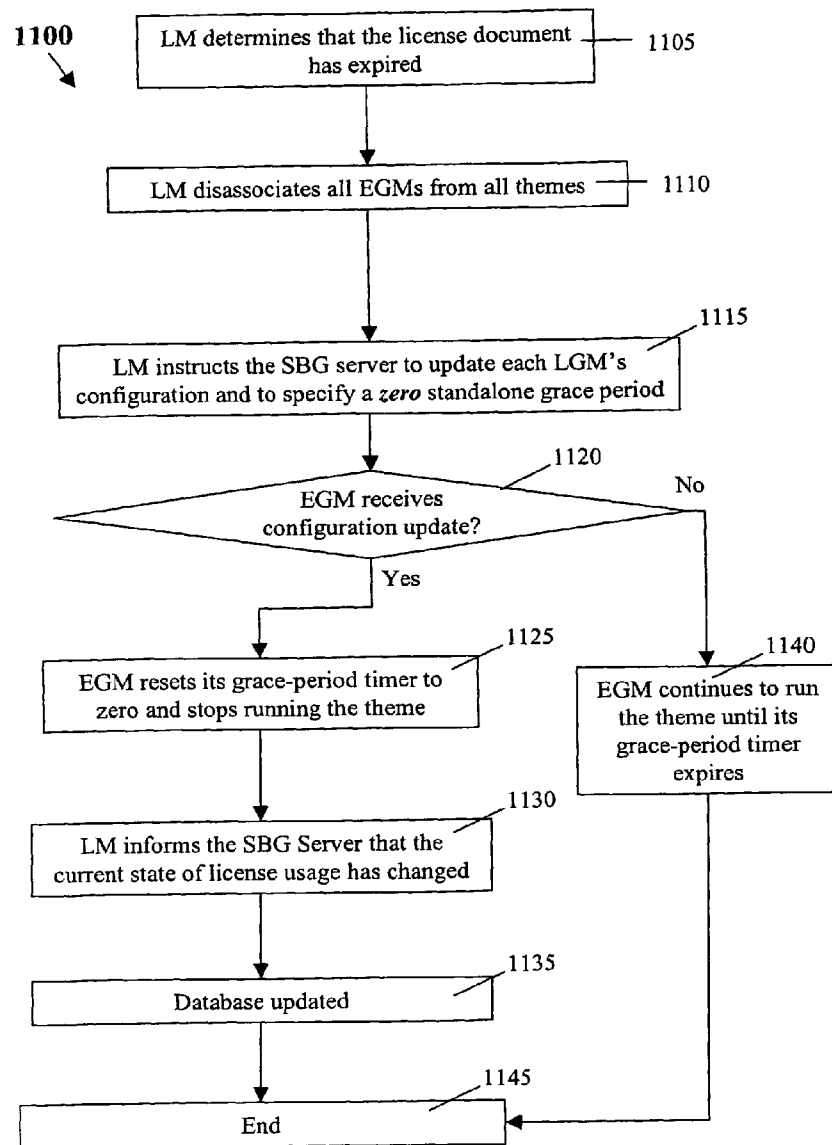 1100
LM determines that the license document
has expired
1105
LM disassociates all EGMs from all themes
1110
1115
LM instructs the SBG server to update each LGM's
configuration and to specify a zero standalone grace period
1120
EGM receives
configuration update?
No
Yes
1125
EGM resets its grace-period timer to
zero and stops running the theme
1140
EGM continues to run
the theme until its
grace-period timer
expires
1130
LM informs the SBG Server that the
current state of license usage has changed
1135
Database updated
1145
End